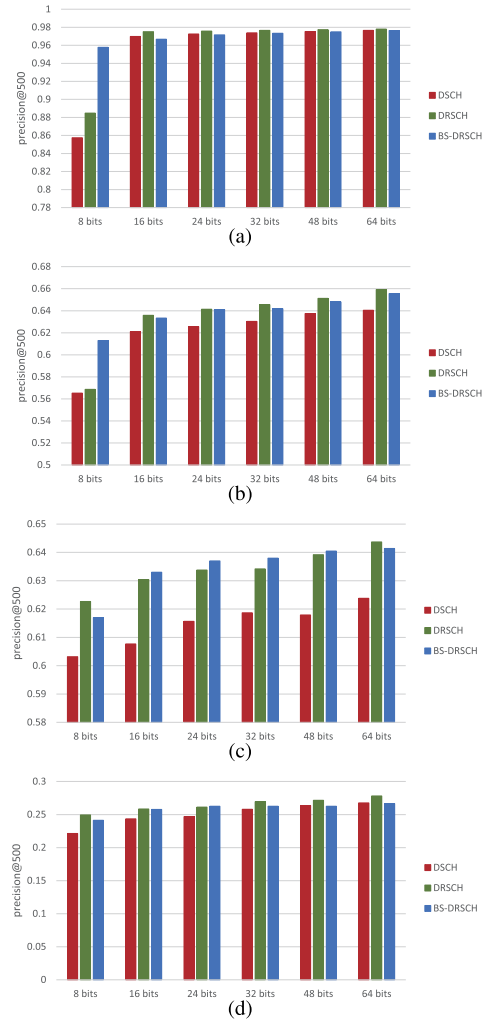 1
0.98
0.96
0.94
0.92
0.9
0.88
0.86
0.84
0.82
0.8
0.78
precision@500
8 bits 16 bits 24 bits 32 bits 48 bits 64 bits
DSCH
DRSCH
BS-DRSCH
(a)
0.68
0.66
0.64
0.62
0.6
0.58
0.56
0.54
0.52
0.5
precision@500
8 bits 16 bits 24 bits 32 bits 48 bits 64 bits
DSCH
DRSCH
BS-DRSCH
(b)
0.65
0.64
0.63
0.62
0.61
0.6
0.59
0.58
precision@500
8 bits 16 bits 24 bits 32 bits 48 bits 64 bits
DSCH
DRSCH
BS-DRSCH
(c)
0.3
0.25
0.2
0.15
0.1
0.05
0
precision@500
8 bits 16 bits 24 bits 32 bits 48 bits 64 bits
DSCH
DRSCH
BS-DRSCH
(d)